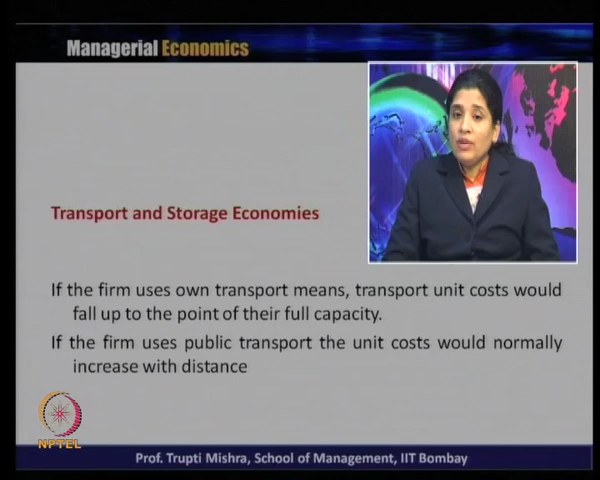 Managerial Economics
Transport and Storage Economies
If the firm uses own transport means, transport unit costs would
fall up to the point of their full capacity.
If the firm uses public transport the unit costs would normally
increase with distance
NPTEL
Prof. Trupti Mishra, School of Management, IIT Bombay